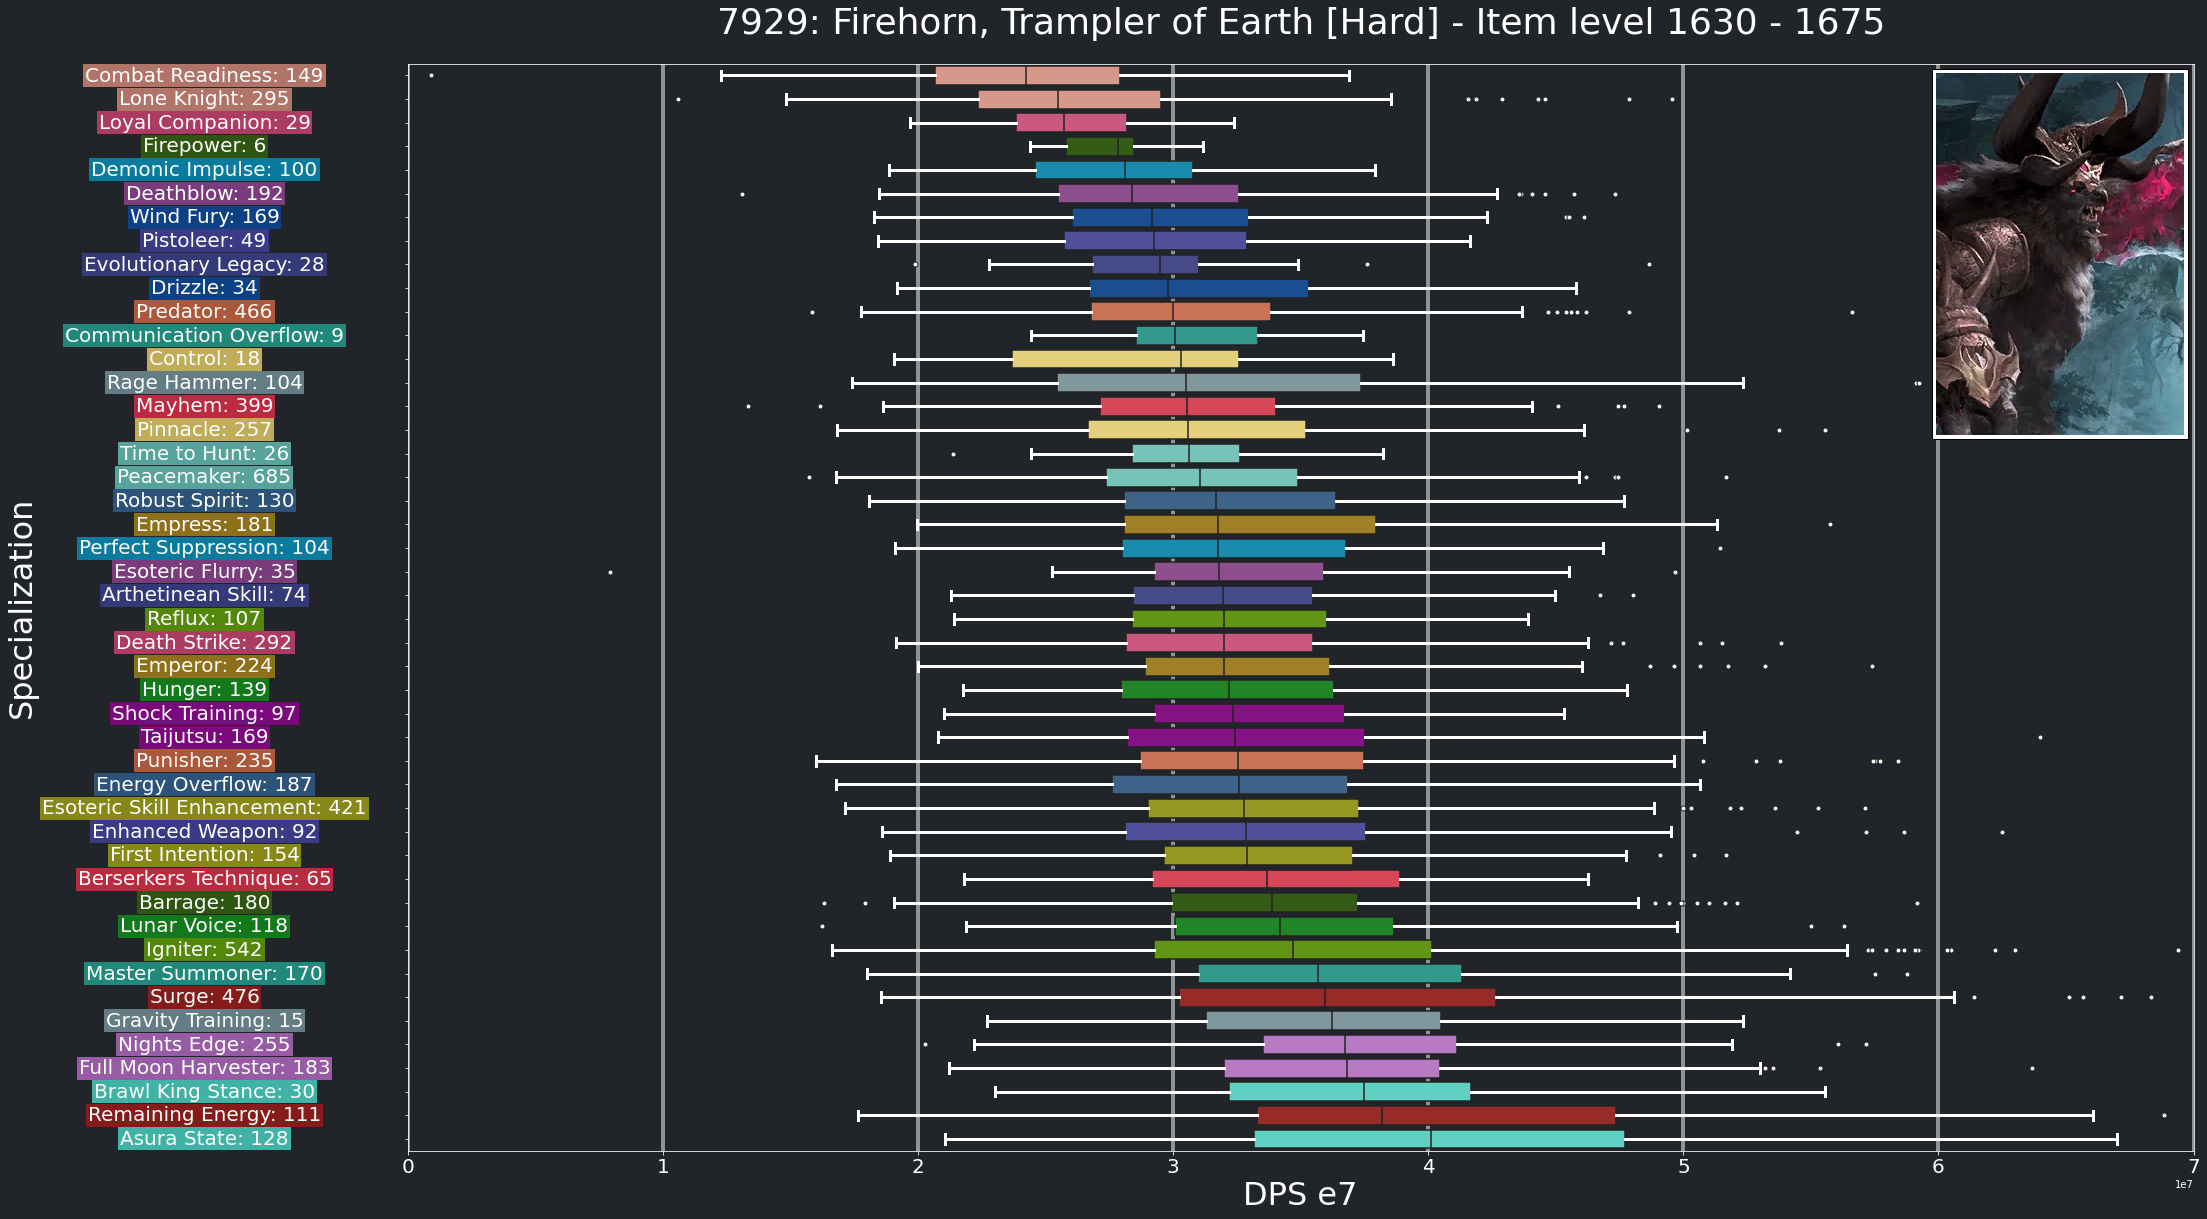 7929: Firehorn, Trampler of Earth [Hard] - Item level 1630 - 1675
Specialization
Combat Readiness: 149
Lone Knight: 295
Loyal Companion: 29
Firepower: 6
Demonic Impulse: 100
Deathblow: 192
Wind Fury: 169
Pistoleer: 49
Evolutionary Legacy: 28
Drizzle: 34
Predator: 466
Communication Overflow: 9
Control: 18
Rage Hammer: 104
Mayhem: 399
Pinnacle: 257
Time to Hunt: 26
Peacemaker: 685
Robust Spirit: 130
Empress: 181
Perfect Suppression: 104
Esoteric Flurry: 35
Arthetinean Skill: 74
Reflux: 107
Death Strike: 292
Emperor: 224
Hunger: 139
Shock Training: 97
Taijutsu: 169
Punisher: 235
Energy Overflow: 187
Esoteric Skill Enhancement: 421
Enhanced Weapon: 92
First Intention: 154
Berserkers Technique: 65
Barrage: 180
Lunar Voice: 118
Igniter: 542
Master Summoner: 170
Surge: 476
Gravity Training: 15
Nights Edge: 255
Full Moon Harvester: 183
Brawl King Stance: 30
Remaining Energy: 111
Asura State: 128
0 1 2 3 4 5 6 7
DPS e7
1e7